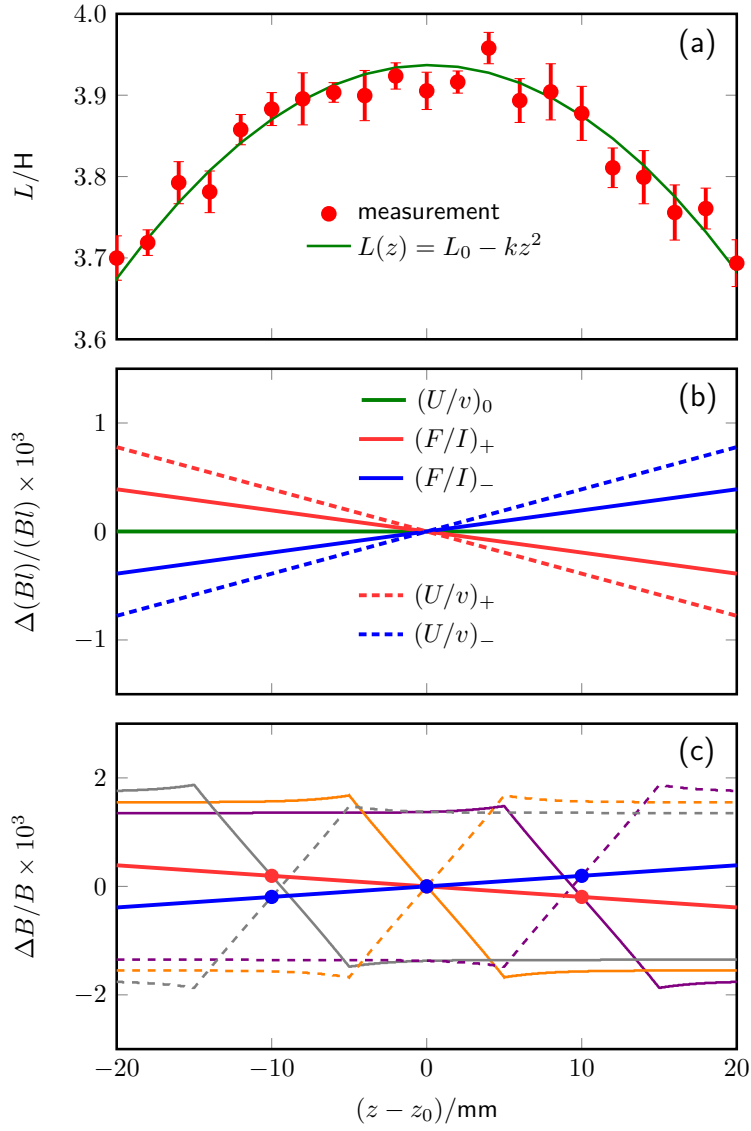 4.0
(a)
3.9
L/H
3.8
measurement
L(z) = L₀ − kz²
3.7
3.6
(b)
(U/v)₀
1
(F/I)₊
(F/I)₋
Δ(Bl)/(Bl) × 10³
0
(U/v)₊
−1
(U/v)₋
(c)
2
ΔB/B × 10³
0
−2
−20 −10 0 10 20
(z − z₀)/mm